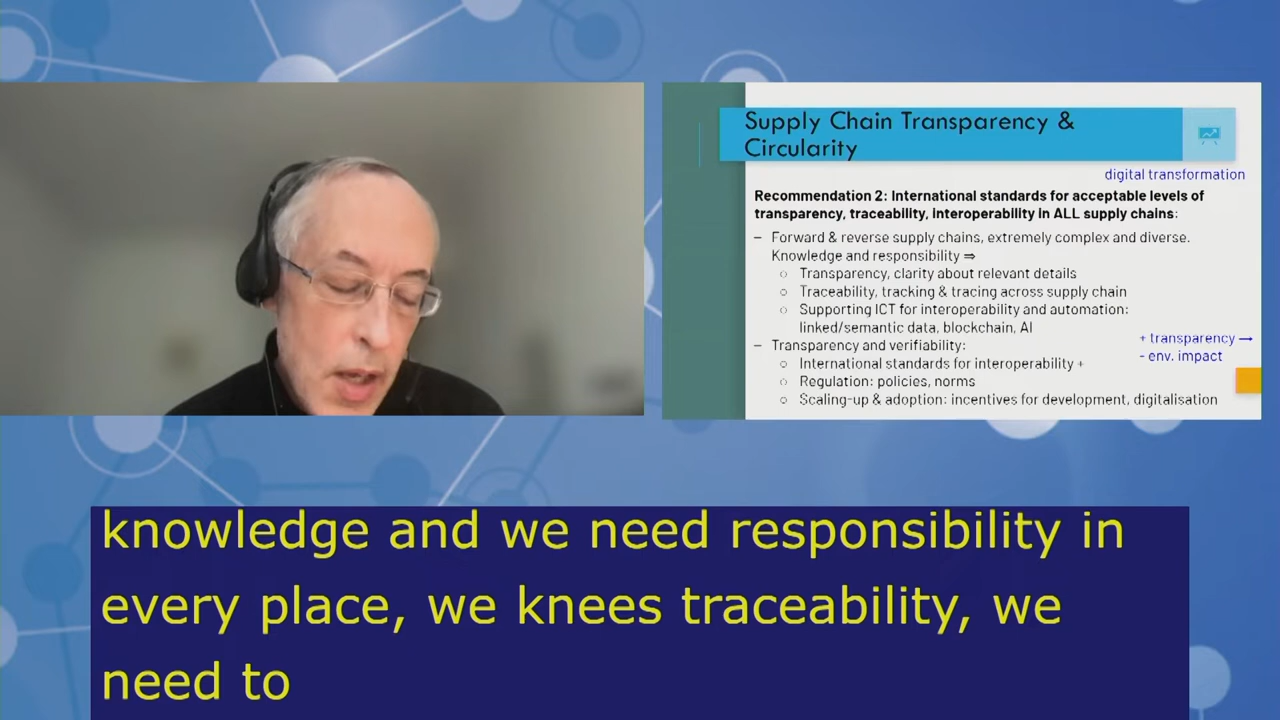 Supply Chain Transparency &
Circularity
digital transformation
Recommendation 2: International standards for acceptable levels of
transparency, traceability, interoperability in ALL supply chains:
– Forward & reverse supply chains, extremely complex and diverse.
Knowledge and responsibility ⇒
○ Transparency, clarity about relevant details
○ Traceability, tracking & tracing across supply chain
○ Supporting ICT for interoperability and automation:
linked/semantic data, blockchain, AI
– Transparency and verifiability:
○ International standards for interoperability +
○ Regulation: policies, norms
○ Scaling-up & adoption: incentives for development, digitalisation
+ transparency →
- env. impact
knowledge and we need responsibility in
every place, we knees traceability, we
need to